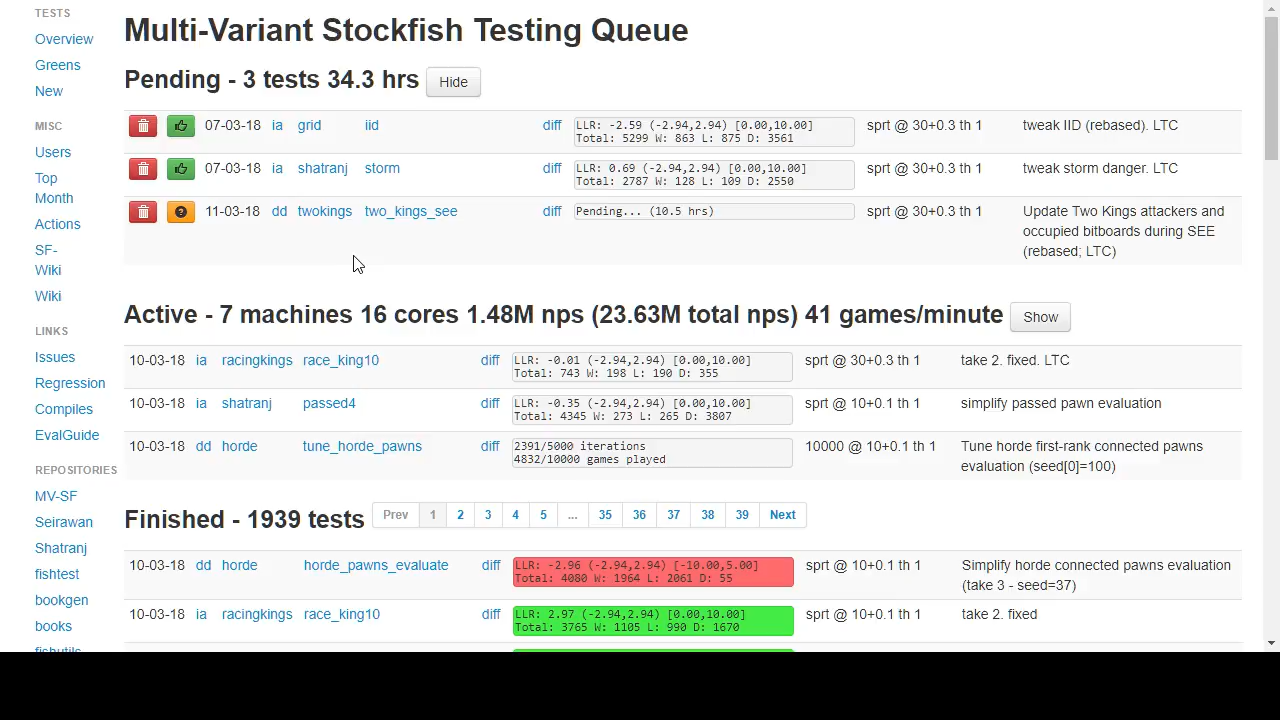 TESTS
Overview
Greens
New
MISC
Users
Top
Month
Actions
SF-
Wiki
Wiki
LINKS
Issues
Regression
Compiles
EvalGuide
REPOSITORIES
MV-SF
Seirawan
Shatranj
fishtest
bookgen
books
fishutils
Multi-Variant Stockfish Testing Queue
Pending - 3 tests 34.3 hrs Hide
07-03-18 ia grid iid diff LLR: -2.59 (-2.94,2.94) [0.00,10.00] sprt @ 30+0.3 th 1 tweak IID (rebased). LTC
Total: 5299 W: 863 L: 875 D: 3561
07-03-18 ia shatranj storm diff LLR: 0.69 (-2.94,2.94) [0.00,10.00] sprt @ 30+0.3 th 1 tweak storm danger. LTC
Total: 2787 W: 128 L: 109 D: 2550
11-03-18 dd twokings two_kings_see diff Pending... (10.5 hrs) sprt @ 30+0.3 th 1 Update Two Kings attackers and
occupied bitboards during SEE
(rebased; LTC)
Active - 7 machines 16 cores 1.48M nps (23.63M total nps) 41 games/minute Show
10-03-18 ia racingkings race_king10 diff LLR: -0.01 (-2.94,2.94) [0.00,10.00] sprt @ 30+0.3 th 1 take 2. fixed. LTC
Total: 743 W: 198 L: 190 D: 355
10-03-18 ia shatranj passed4 diff LLR: -0.35 (-2.94,2.94) [0.00,10.00] sprt @ 10+0.1 th 1 simplify passed pawn evaluation
Total: 4345 W: 273 L: 265 D: 3807
10-03-18 dd horde tune_horde_pawns diff 2391/5000 iterations 10000 @ 10+0.1 th 1 Tune horde first-rank connected pawns
4832/10000 games played evaluation (seed[0]=100)
Finished - 1939 tests Prev 1 2 3 4 5 ... 35 36 37 38 39 Next
10-03-18 dd horde horde_pawns_evaluate diff LLR: -2.96 (-2.94,2.94) [-10.00,5.00] sprt @ 10+0.1 th 1 Simplify horde connected pawns evaluation
Total: 4080 W: 1964 L: 2061 D: 55 (take 3 - seed=37)
10-03-18 ia racingkings race_king10 diff LLR: 2.97 (-2.94,2.94) [0.00,10.00] sprt @ 10+0.1 th 1 take 2. fixed
Total: 3765 W: 1105 L: 990 D: 1670